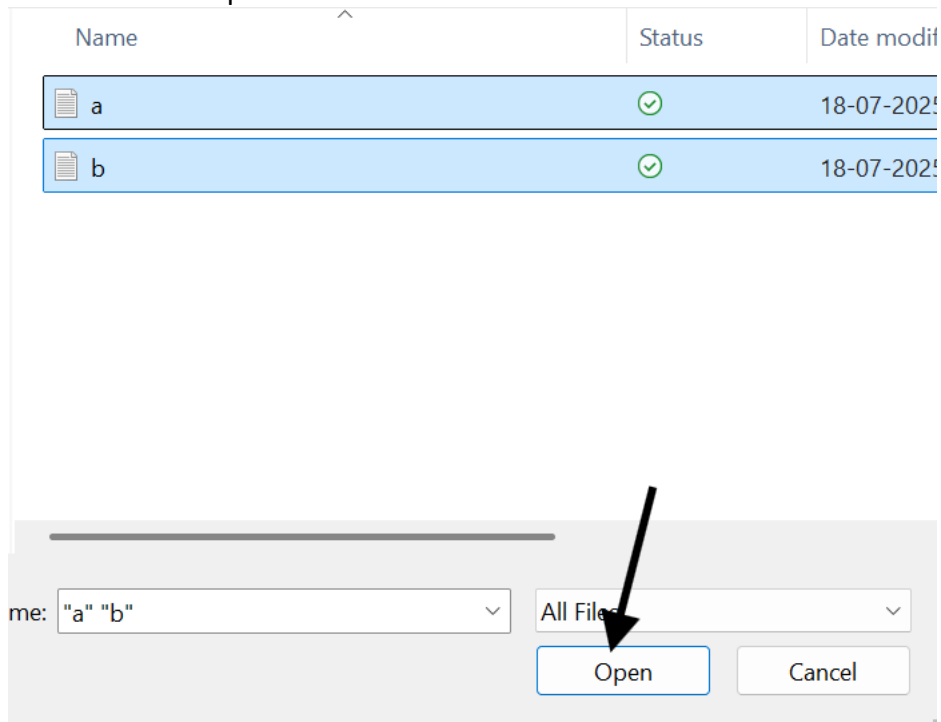 Name Status Date modif
a 18-07-2025
b 18-07-2025
me: "a" "b" All Files
Open Cancel